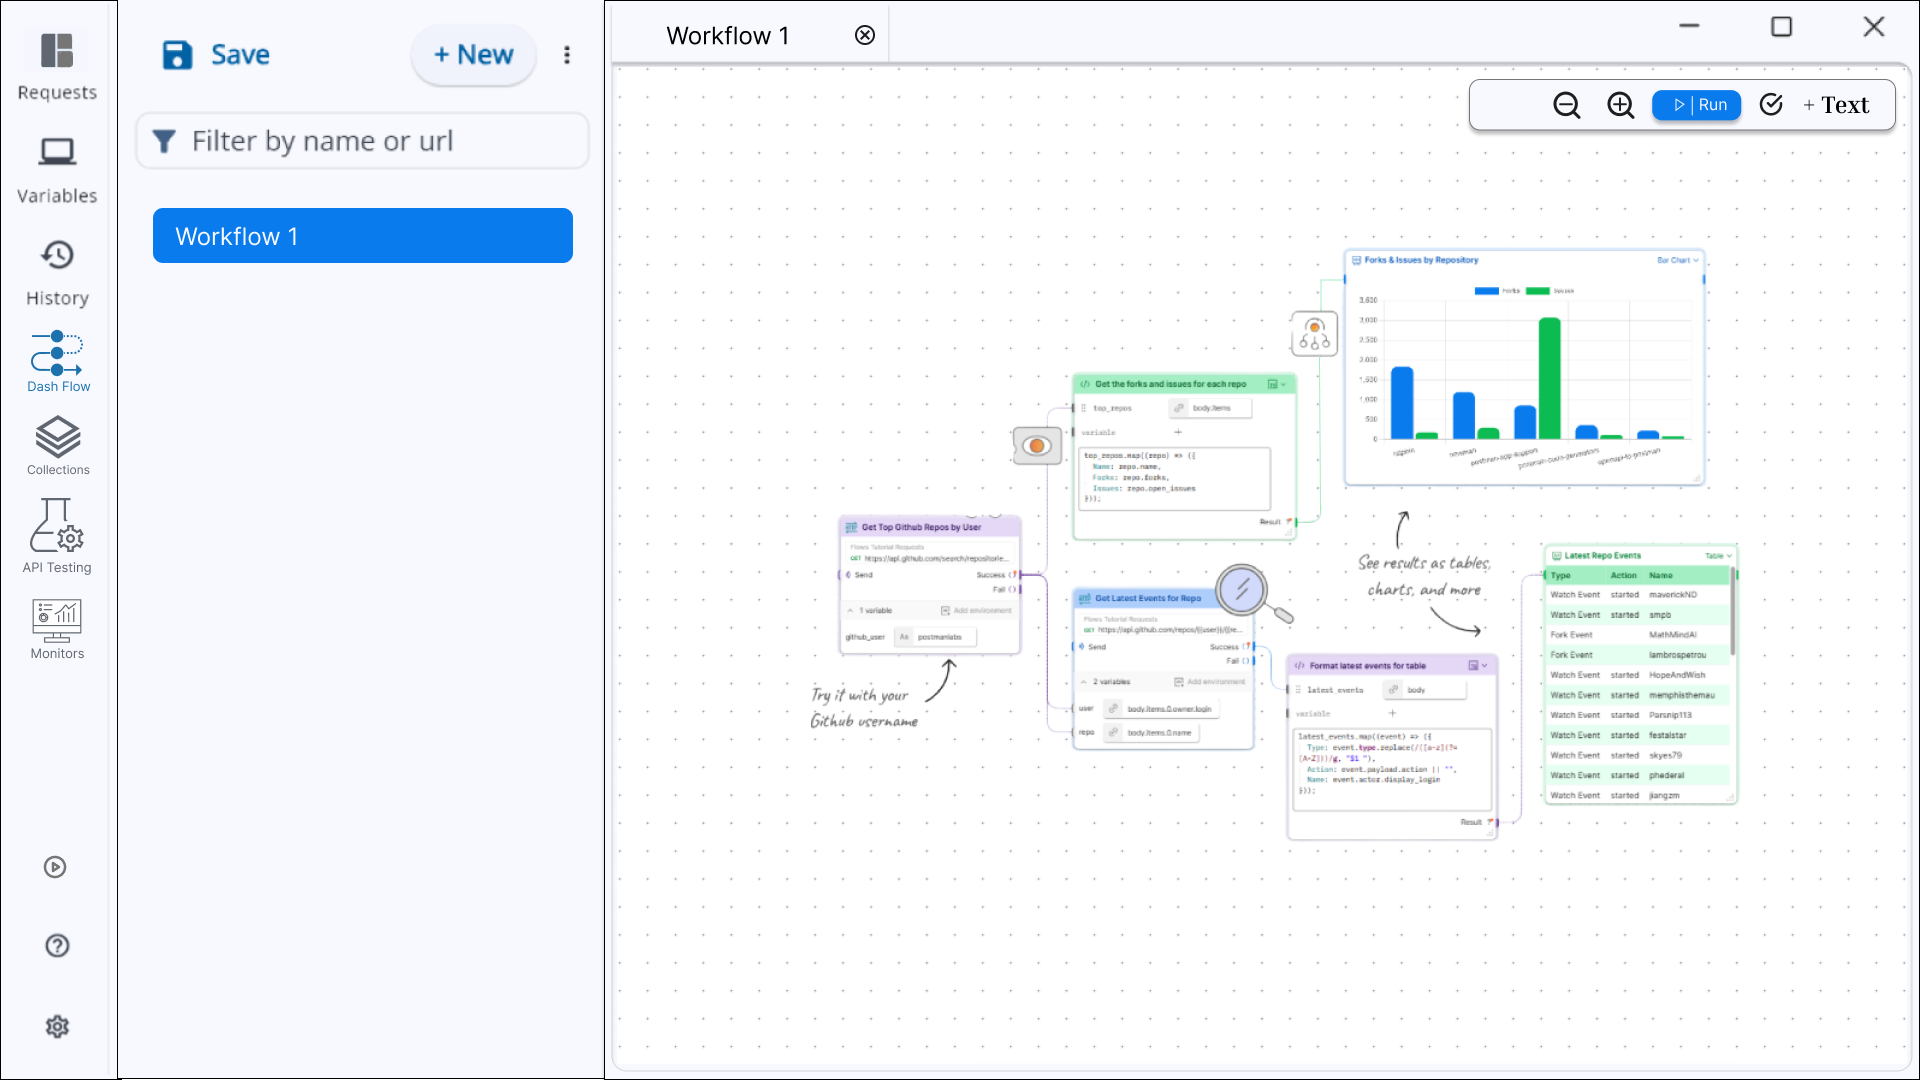 Requests
Variables
History
Dash Flow
Collections
API Testing
Monitors
Save
+ New
Filter by name or url
Workflow 1
Workflow 1
Run
+ Text
Forks & Issues by Repository
Bar Chart
Forks
Issues
3,500
3,000
2,500
2,000
1,500
1,000
500
0
newman
postman-app-support
postman-code-generators
openapi-to-postman
Get the forks and issues for each repo
top_repos
body.items
variable
top_repos.map((repo) => ({
Name: repo.name,
Forks: repo.forks,
Issues: repo.open_issues
}));
Result
Get Top Github Repos by User
Flows Tutorial Requests
GET https://api.github.com/search/repositorie...
Send
Success
Fail
1 variable
Add environment
github_user
postmanlabs
Try it with your
Github username
Get Latest Events for Repo
Flows Tutorial Requests
GET https://api.github.com/repos/{{user}}/{{re...
Send
Success
Fail
2 variables
Add environment
user
body.items.0.owner.login
repo
body.items.0.name
See results as tables,
charts, and more
Format latest events for table
latest_events
body
variable
latest_events.map((event) => ({
Type: event.type.replace(/([a-z](?=
[A-Z]))/g, "$1 "),
Action: event.payload.action || "",
Name: event.actor.display_login
}));
Result
Latest Repo Events
Table
Type Action Name
Watch Event started maverickND
Watch Event started smpb
Fork Event MathMindAI
Fork Event lambrospetrou
Watch Event started HopeAndWish
Watch Event started memphisthemau
Watch Event started Parsnip113
Watch Event started festalstar
Watch Event started skyes79
Watch Event started phederal
Watch Event started jiangzm